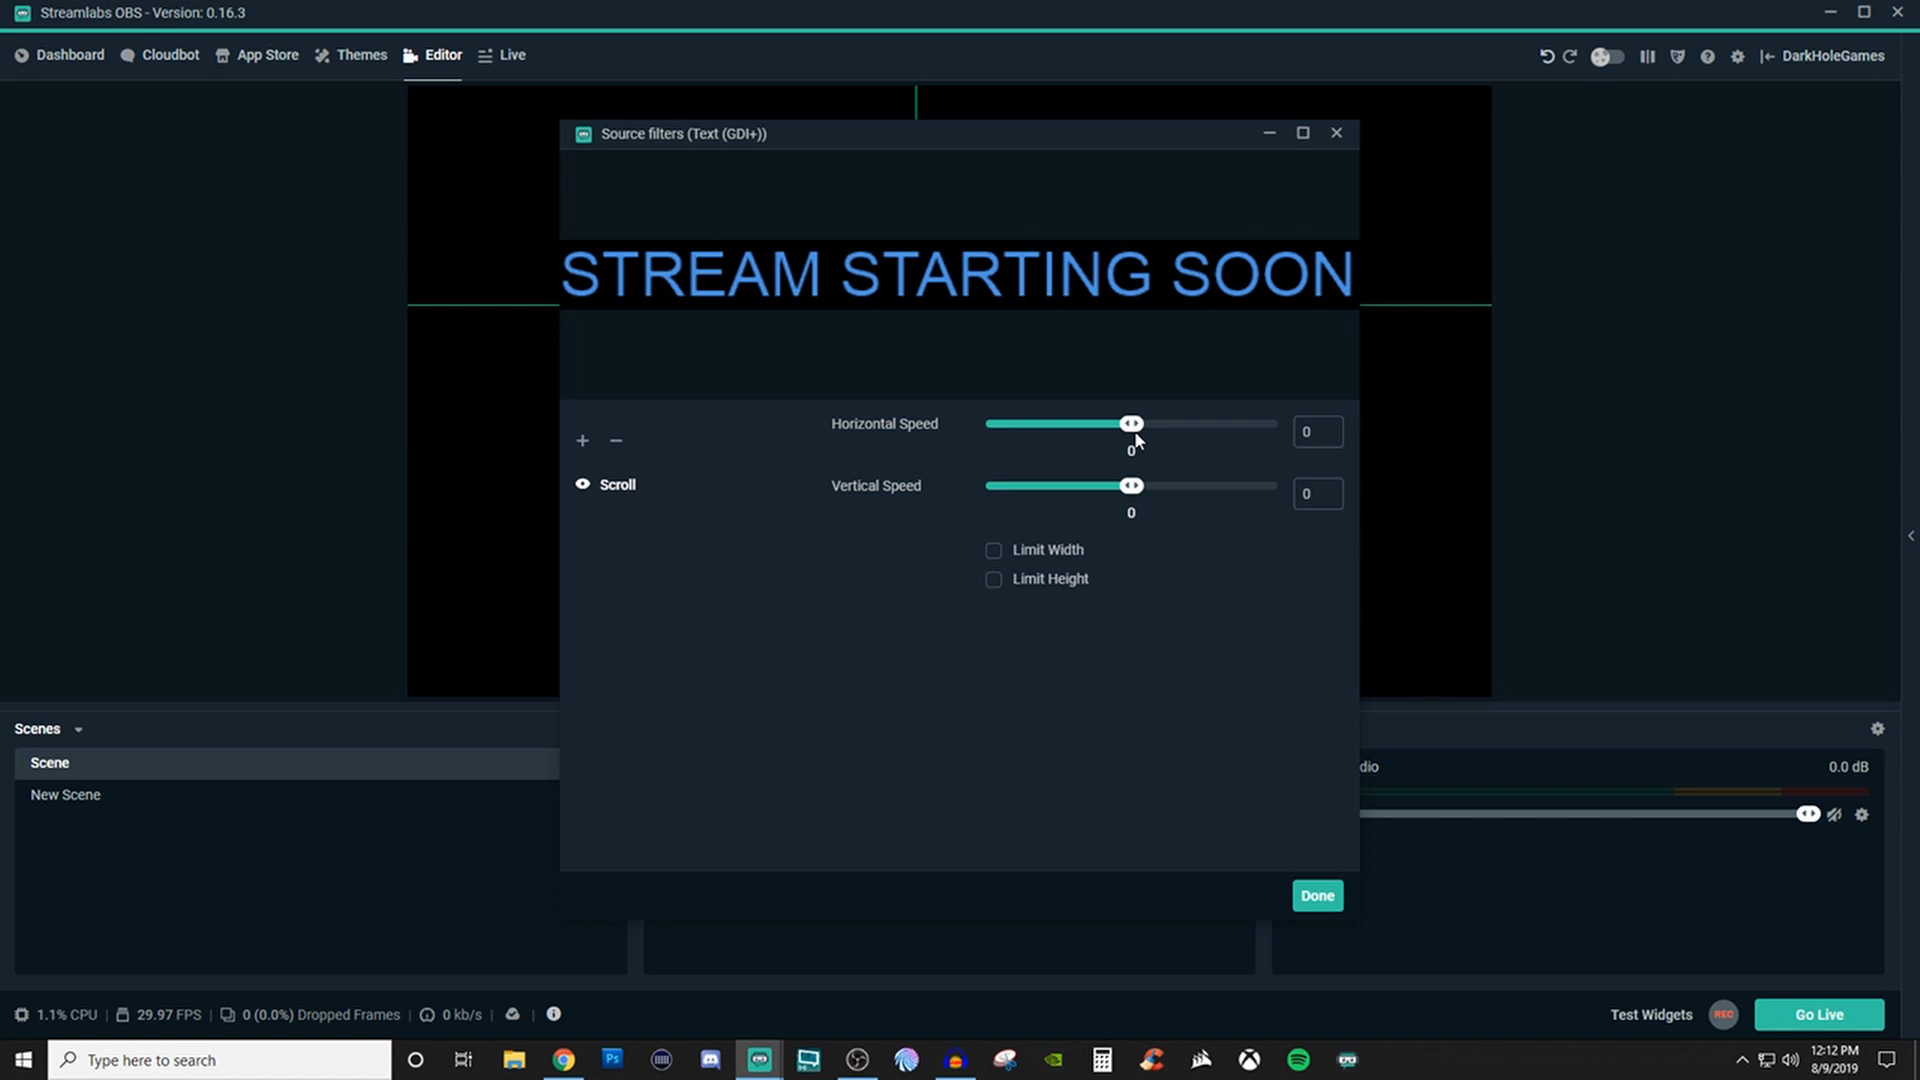 Streamlabs OBS - Version: 0.16.3
Dashboard
Cloudbot
App Store
Themes
Editor
Live
DarkHoleGames
Source filters (Text (GDI+))
STREAM STARTING SOON
Horizontal Speed
0
0
Scroll
Vertical Speed
0
0
Limit Width
Limit Height
Scenes
Scene
New Scene
dio
0.0 dB
Done
1.1% CPU
29.97 FPS
0 (0.0%) Dropped Frames
0 kb/s
Test Widgets
REC
Go Live
Type here to search
Ps
12:12 PM
8/9/2019